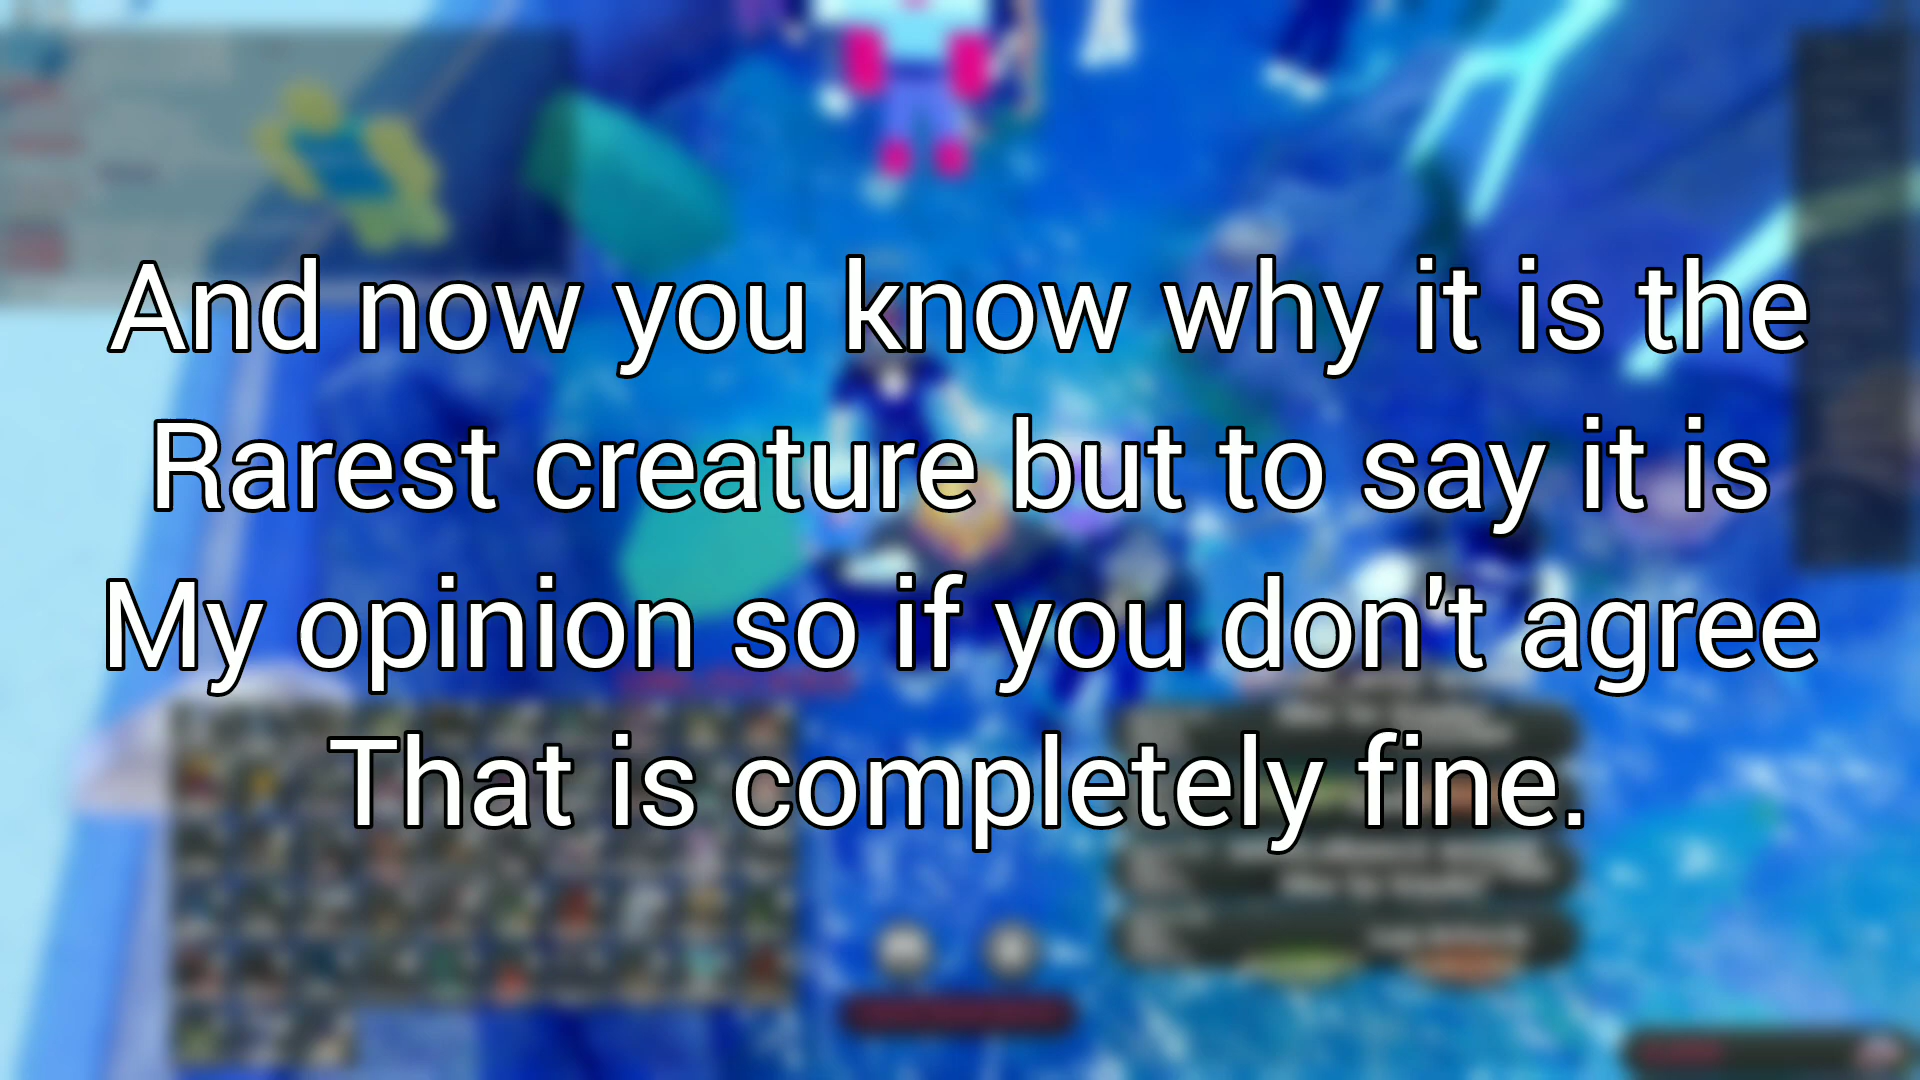 And now you know why it is the
Rarest creature but to say it is
My opinion so if you don't agree
That is completely fine.